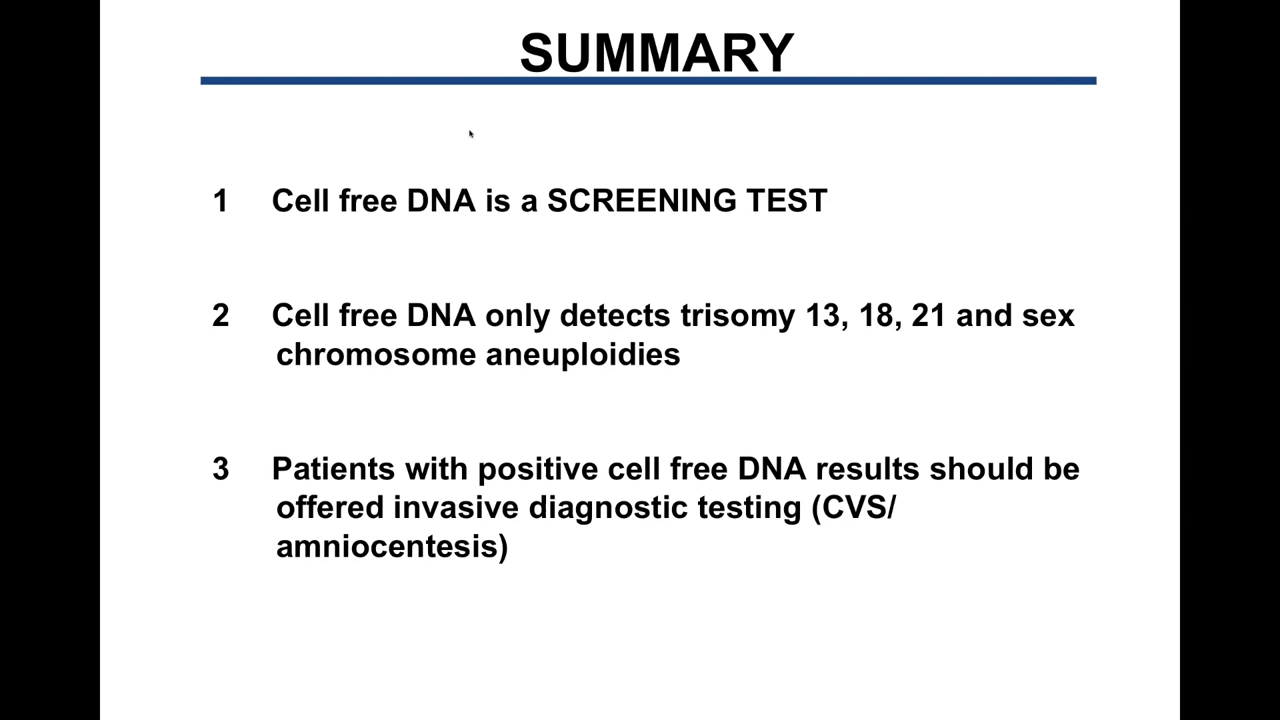 SUMMARY
1 Cell free DNA is a SCREENING TEST
2 Cell free DNA only detects trisomy 13, 18, 21 and sex
chromosome aneuploidies
3 Patients with positive cell free DNA results should be
offered invasive diagnostic testing (CVS/
amniocentesis)